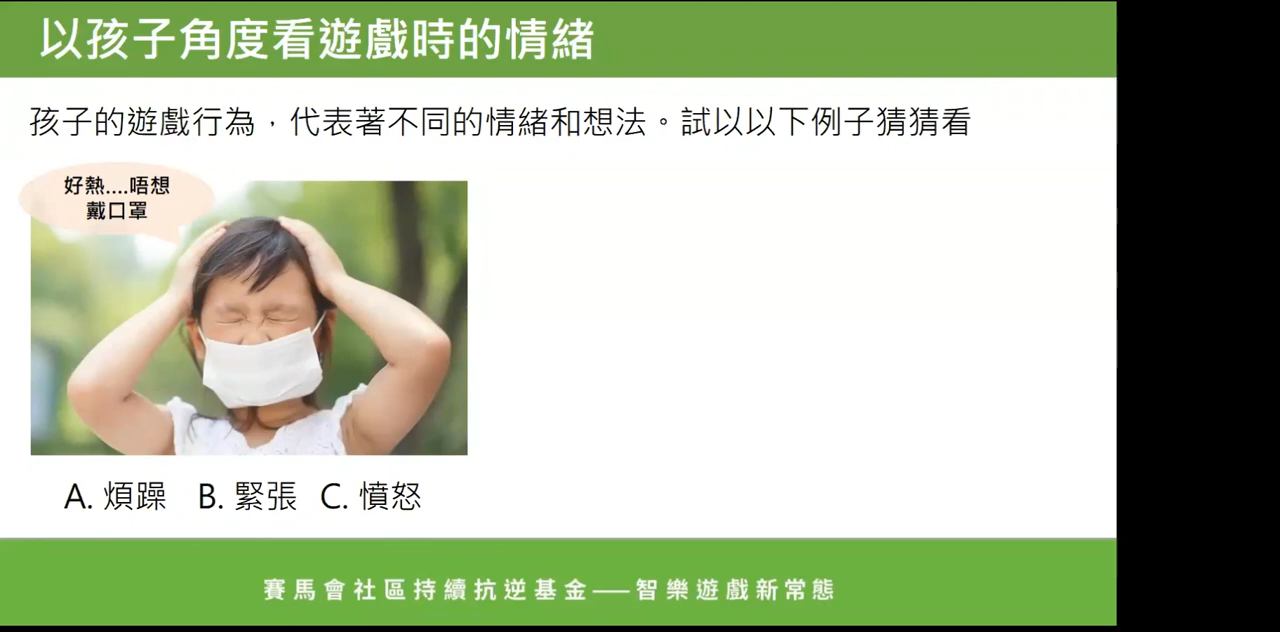 以孩子角度看遊戲時的情緒
孩子的遊戲行為，代表著不同的情緒和想法。試以以下例子猜猜看
好熱....唔想
戴口罩
A. 煩躁 B. 緊張 C. 憤怒
賽馬會社區持續抗逆基金——智樂遊戲新常態